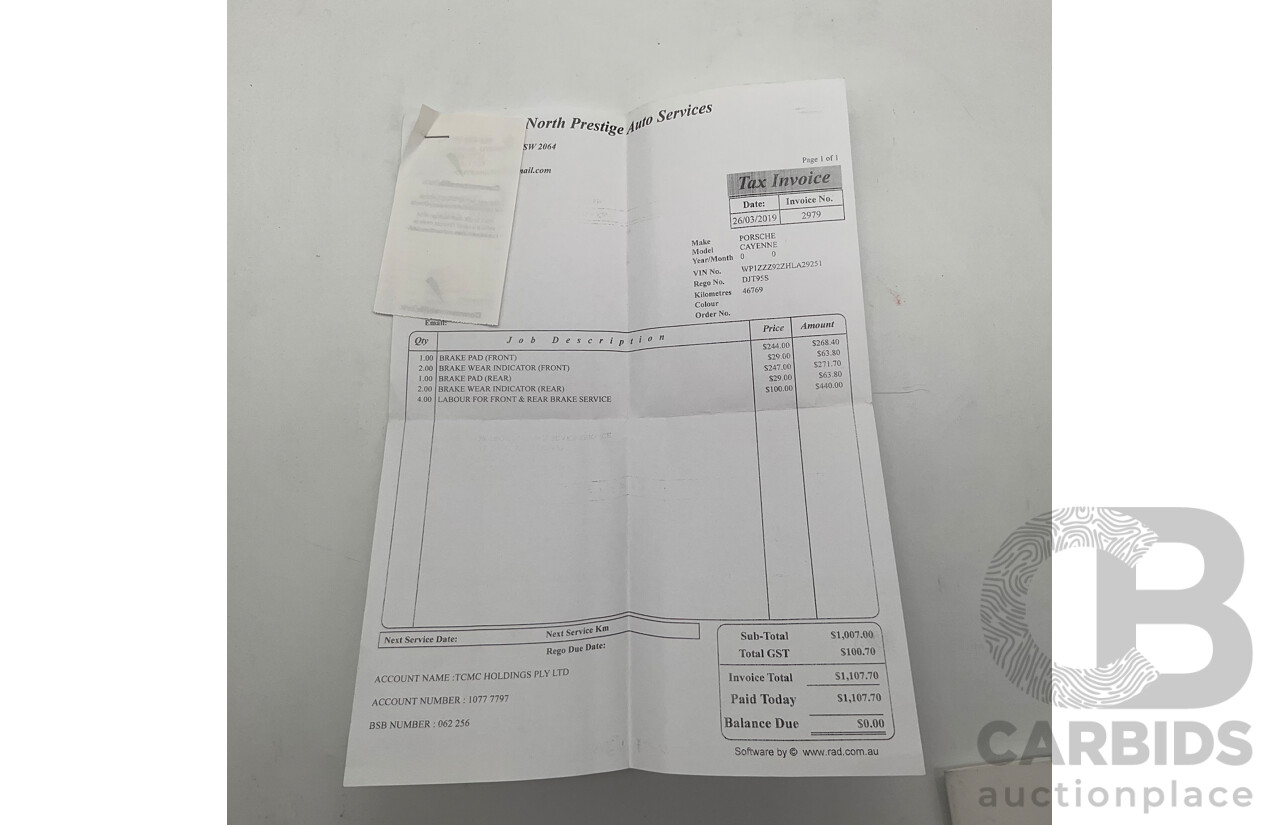 North Prestige Auto Services
SW 2064
ail.com
Page 1 of 1
Tax Invoice
Date: Invoice No.
26/03/2019 2979
Make PORSCHE
Model CAYENNE
Year/Month 0 0
VIN No. WP1ZZZ92ZHLA29251
Rego No. DJT95S
Kilometres 46769
Colour
Order No.
Email:
Qty Job Description Price Amount
1.00 BRAKE PAD (FRONT) $244.00 $268.40
2.00 BRAKE WEAR INDICATOR (FRONT) $29.00 $63.80
1.00 BRAKE PAD (REAR) $247.00 $271.70
2.00 BRAKE WEAR INDICATOR (REAR) $29.00 $63.80
4.00 LABOUR FOR FRONT & REAR BRAKE SERVICE $100.00 $440.00
Next Service Date: Next Service Km
Rego Due Date:
Sub-Total $1,007.00
Total GST $100.70
Invoice Total $1,107.70
Paid Today $1,107.70
Balance Due $0.00
ACCOUNT NAME :TCMC HOLDINGS PLY LTD
ACCOUNT NUMBER : 1077 7797
BSB NUMBER : 062 256
Software by © www.rad.com.au
CB
CARBIDS
auctionplace